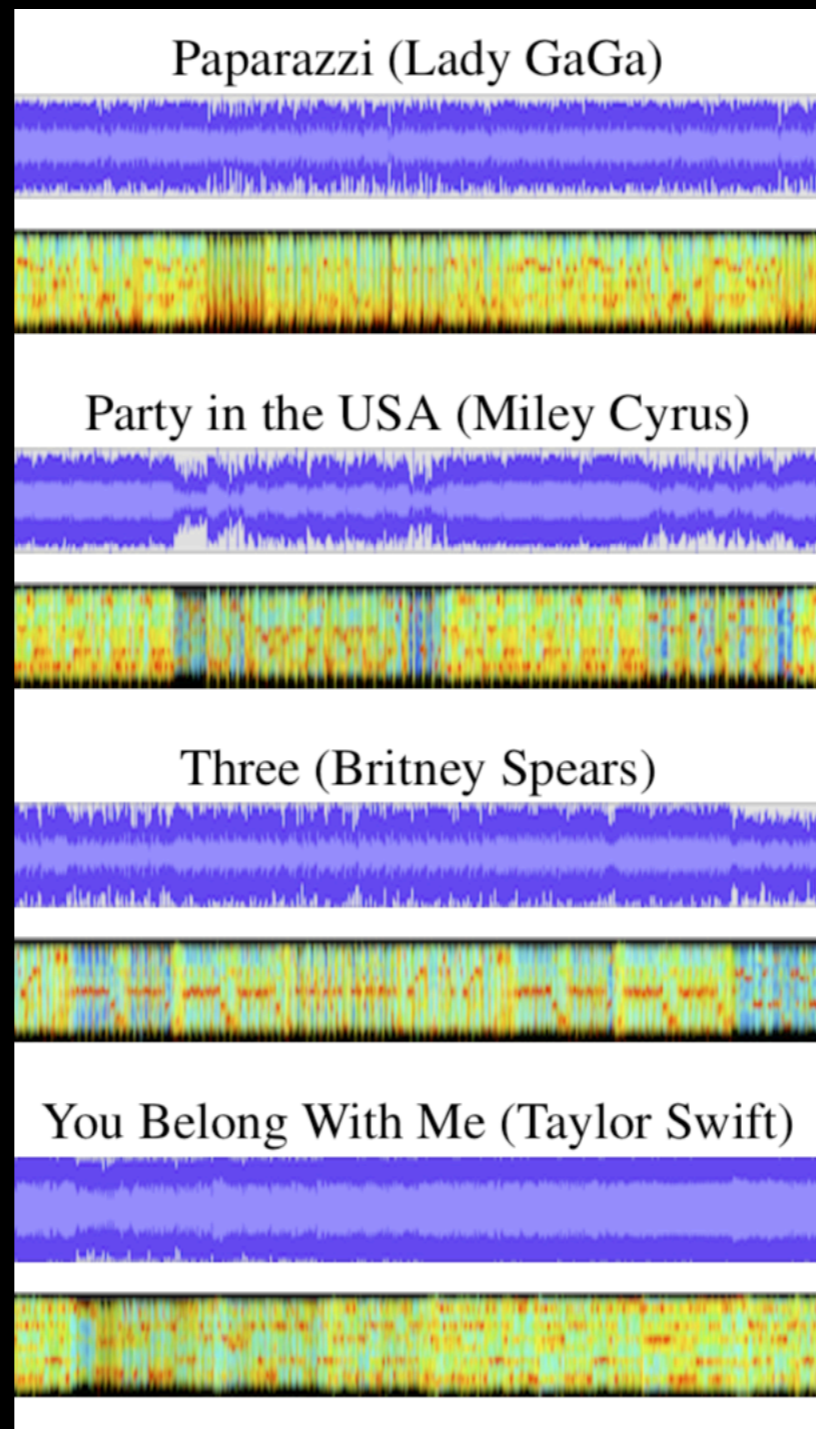 Paparazzi (Lady GaGa)
Party in the USA (Miley Cyrus)
Three (Britney Spears)
You Belong With Me (Taylor Swift)